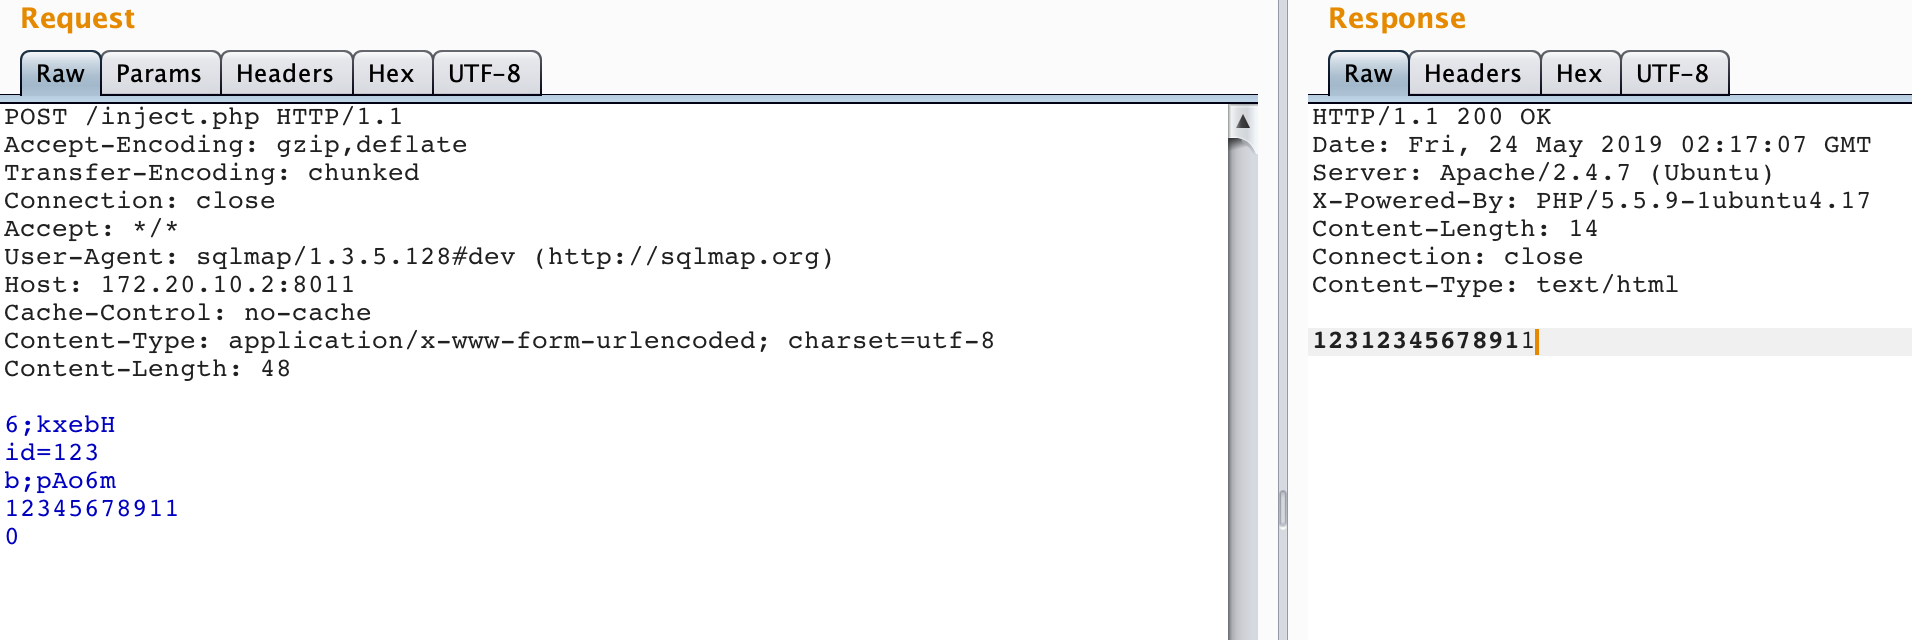 Request
Raw Params Headers Hex UTF-8
POST /inject.php HTTP/1.1
Accept-Encoding: gzip,deflate
Transfer-Encoding: chunked
Connection: close
Accept: */*
User-Agent: sqlmap/1.3.5.128#dev (http://sqlmap.org)
Host: 172.20.10.2:8011
Cache-Control: no-cache
Content-Type: application/x-www-form-urlencoded; charset=utf-8
Content-Length: 48

6;kxebH
id=123
b;pAo6m
12345678911
0
Response
Raw Headers Hex UTF-8
HTTP/1.1 200 OK
Date: Fri, 24 May 2019 02:17:07 GMT
Server: Apache/2.4.7 (Ubuntu)
X-Powered-By: PHP/5.5.9-1ubuntu4.17
Content-Length: 14
Connection: close
Content-Type: text/html

12312345678911